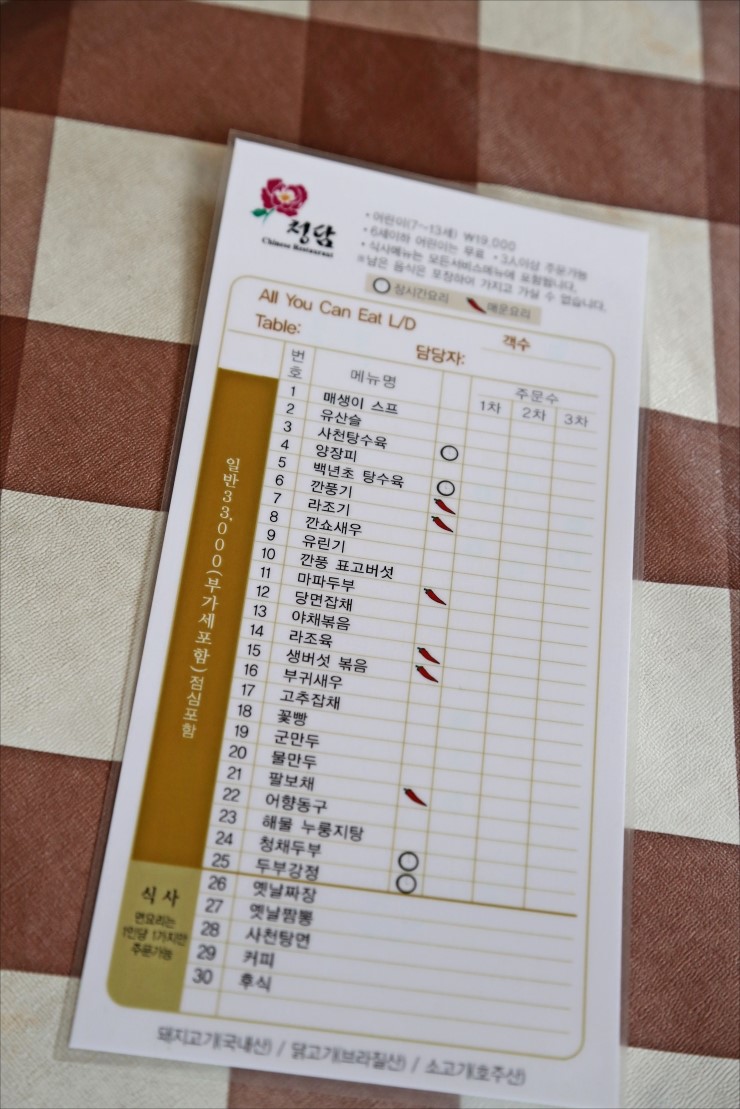 청담
Chinese Restaurant
• 어린이(7~13세) ₩19,000
• 6세이하 어린이는 무료 • 3인이상 주문가능
• 식사메뉴는 모든서비스메뉴에 포함됩니다.
※남은 음식은 포장하여 가지고 가실 수 없습니다.
상시간요리 매운요리
All You Can Eat L/D
Table: 담당자: 객수
번호 메뉴명 주문수
1차 2차 3차
일반33,000(부가세포함)점심포함
1 매생이 스프
2 유산슬
3 사천탕수육
4 양장피
5 백년초 탕수육
6 깐풍기
7 라조기
8 깐쇼새우
9 유린기
10 깐풍 표고버섯
11 마파두부
12 당면잡채
13 야채볶음
14 라조육
15 생버섯 볶음
16 부귀새우
17 고추잡채
18 꽃빵
19 군만두
20 물만두
21 팔보채
22 어향동구
23 해물 누룽지탕
24 청채두부
25 두부강정
식사
면요리는
1인당 1가지만
주문가능
26 옛날짜장
27 옛날짬뽕
28 사천탕면
29 커피
30 후식
돼지고기(국내산) / 닭고기(브라질산) / 소고기(호주산)